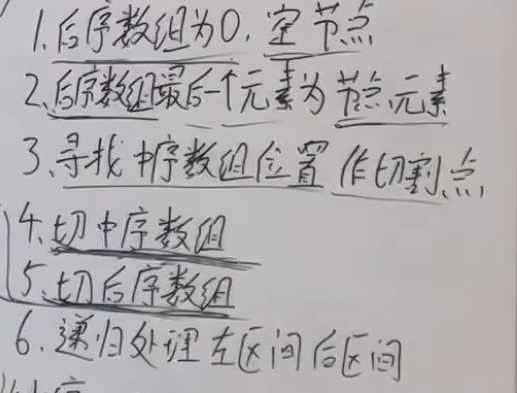 1.后序数组为0,空节点
2、后序数组最后一个元素为节点元素
3、寻找中序数组位置作切割点
4、切中序数组
5、切后序数组
6、递归处理左区间后区间